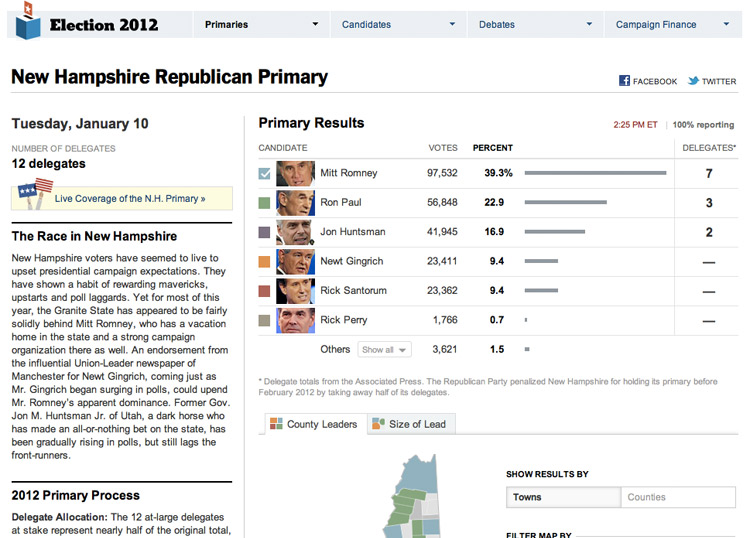 Election 2012
Primaries
Candidates
Debates
Campaign Finance
New Hampshire Republican Primary
FACEBOOK
TWITTER
Tuesday, January 10
NUMBER OF DELEGATES
12 delegates
Live Coverage of the N.H. Primary »
The Race in New Hampshire
New Hampshire voters have seemed to live to
upset presidential campaign expectations. They
have shown a habit of rewarding mavericks,
upstarts and poll laggards. Yet for most of this
year, the Granite State has appeared to be fairly
solidly behind Mitt Romney, who has a vacation
home in the state and a strong campaign
organization there as well. An endorsement from
the influential Union-Leader newspaper of
Manchester for Newt Gingrich, coming just as
Mr. Gingrich began surging in polls, could upend
Mr. Romney's apparent dominance. Former Gov.
Jon M. Huntsman Jr. of Utah, a dark horse who
has made an all-or-nothing bet on the state, has
been gradually rising in polls, but still lags the
front-runners.
2012 Primary Process
Delegate Allocation: The 12 at-large delegates
at stake represent nearly half of the original total,
Primary Results
2:25 PM ET | 100% reporting
CANDIDATE VOTES PERCENT DELEGATES*
Mitt Romney 97,532 39.3% 7
Ron Paul 56,848 22.9 3
Jon Huntsman 41,945 16.9 2
Newt Gingrich 23,411 9.4 —
Rick Santorum 23,362 9.4 —
Rick Perry 1,766 0.7 —
Others Show all 3,621 1.5
* Delegate totals from the Associated Press. The Republican Party penalized New Hampshire for holding its primary before
February 2012 by taking away half of its delegates.
County Leaders
Size of Lead
SHOW RESULTS BY
Towns
Counties
FILTER MAP BY